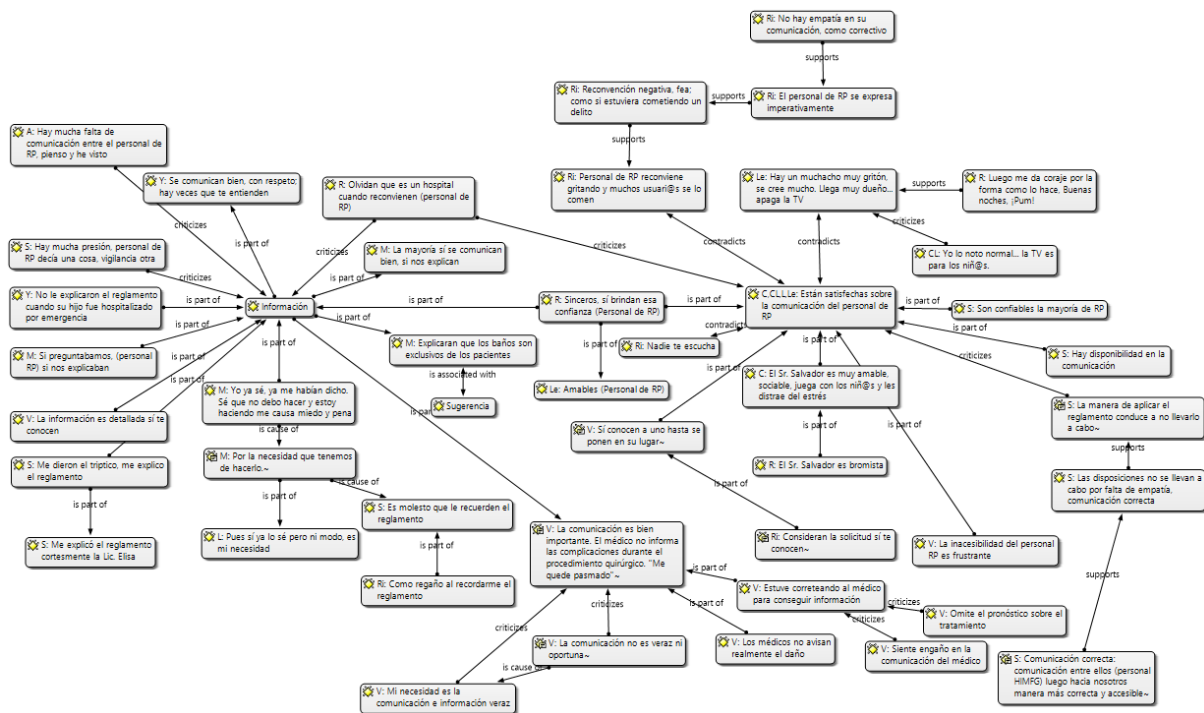 Ri: No hay empatía en su
comunicación, como correctivo
supports
Ri: Reconvención negativa, fea;
como si estuviera cometiendo un
delito
supports
Ri: El personal de RP se expresa
imperativamente
supports
A: Hay mucha falta de
comunicación entre el personal de
RP, pienso y he visto
Y: Se comunican bien, con respeto;
hay veces que te entienden
R: Olvidan que es un hospital
cuando reconvienen (personal de
RP)
Ri: Personal de RP reconviene
gritando y muchos usuari@s se lo
comen
Le: Hay un muchacho muy gritón,
se cree mucho. Llega muy dueño...
apaga la TV
supports
R: Luego me da coraje por la
forma como lo hace, Buenas
noches, ¡Pum!
criticizes
is part of
criticizes
criticizes
contradicts
contradicts
criticizes
CL: Yo lo noto normal... la TV es
para los niñ@s.
S: Hay mucha presión, personal de
RP decía una cosa, vigilancia otra
criticizes
M: La mayoría sí se comunican
bien, si nos explican
is part of
Y: No le explicaron el reglamento
cuando su hijo fue hospitalizado
por emergencia
is part of
Información
is part of
R: Sinceros, sí brindan esa
confianza (Personal de RP)
is part of
C,CL,L,Le: Están satisfechas sobre
la comunicación del personal de
RP
is part of
S: Son confiables la mayoría de RP
is part of
M: Explicaran que los baños son
exclusivos de los pacientes
contradicts
Ri: Nadie te escucha
is part of
S: Hay disponibilidad en la
comunicación
M: Si preguntabamos, (personal
RP) si nos explicaban
is part of
is part of
is part of
is part of
is associated with
is part of
Le: Amables (Personal de RP)
is part of
C: El Sr. Salvador es muy amable,
sociable, juega con los niñ@s y les
distrae del estrés
is part of
criticizes
M: Yo ya sé, ya me habían dicho.
Sé que no debo hacer y estoy
haciendo me causa miedo y pena
Sugerencia
S: La manera de aplicar el
reglamento conduce a no llevarlo
a cabo~
V: La información es detallada sí te
conocen
is part of
is cause of
V: Sí conocen a uno hasta se
ponen en su lugar~
supports
S: Me dieron el triptico, me explico
el reglamento
M: Por la necesidad que tenemos
de hacerlo.~
R: El Sr. Salvador es bromista
S: Las disposiciones no se llevan a
cabo por falta de empatía,
comunicación correcta
is part of
is part of
is cause of
S: Es molesto que le recuerden el
reglamento
is part of
S: Me explicó el reglamento
cortesmente la Lic. Elisa
L: Pues sí ya lo sé pero ni modo, es
mi necesidad
V: La comunicación es bien
importante. El médico no informa
las complicaciones durante el
procedimiento quirúrgico. "Me
quede pasmado"~
Ri: Consideran la solicitud sí te
conocen~
V: La inacesibilidad del personal
RP es frustrante
is part of
supports
Ri: Como regaño al recordarme el
reglamento
is part of
V: Estuve correteando al médico
para conseguir información
criticizes
V: Omite el pronóstico sobre el
tratamiento
criticizes
is part of
criticizes
criticizes
V: La comunicación no es veraz ni
oportuna~
V: Los médicos no avisan
realmente el daño
V: Siente engaño en la
comunicación del médico
is cause of
V: Mi necesidad es la
comunicación e información veraz
S: Comunicación correcta:
comunicación entre ellos (personal
HIMFG) luego hacia nosotros
manera más correcta y accesible~